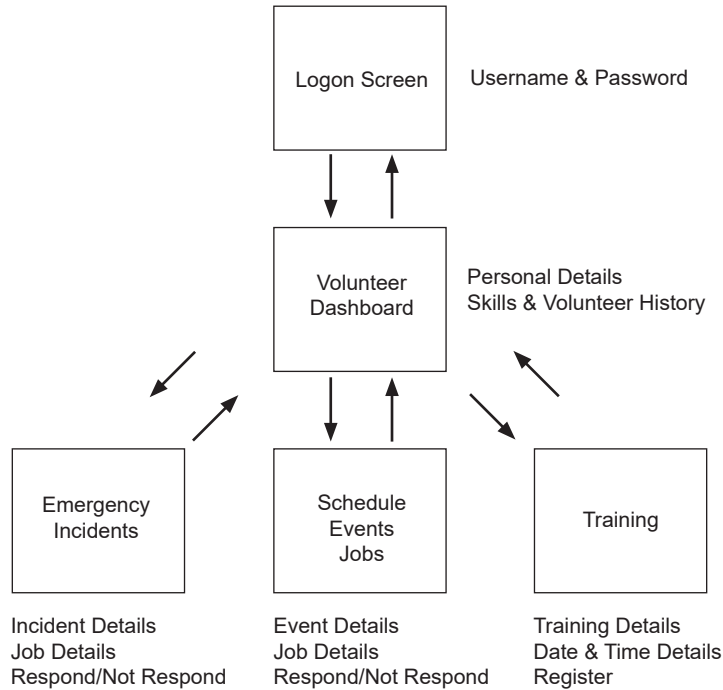 Logon Screen
Username & Password
Volunteer
Dashboard
Personal Details
Skills & Volunteer History
Emergency
Incidents
Schedule
Events
Jobs
Training
Incident Details
Job Details
Respond/Not Respond
Event Details
Job Details
Respond/Not Respond
Training Details
Date & Time Details
Register